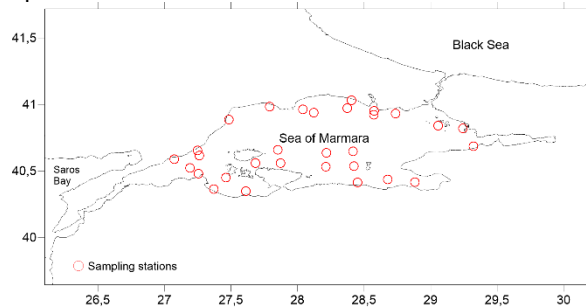 41,5
Black Sea
41
Sea of Marmara
40,5
Saros
Bay
40
Sampling stations
26,5 27 27,5 28 28,5 29 29,5 30